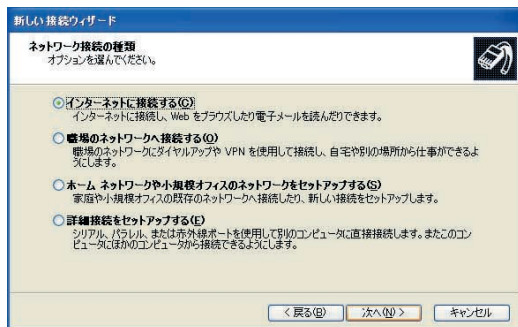 新しい接続ウィザード
ネットワーク接続の種類
オプションを選んでください。
インターネットに接続する(C)
インターネットに接続し、Web をブラウズしたり電子メールを読んだりできます。
職場のネットワークへ接続する(O)
職場のネットワークにダイヤルアップや VPN を使用して接続し、自宅や別の場所から仕事ができるよ
うにします。
ホーム ネットワークや小規模オフィスのネットワークをセットアップする(S)
家庭や小規模オフィスの既存のネットワークへ接続したり、新しい接続をセットアップします。
詳細接続をセットアップする(E)
シリアル、パラレル、または赤外線ポートを使用して別のコンピュータに直接接続します。またこのコン
ピュータにほかのコンピュータから接続できるようにします。
< 戻る(B) 次へ(N) > キャンセル